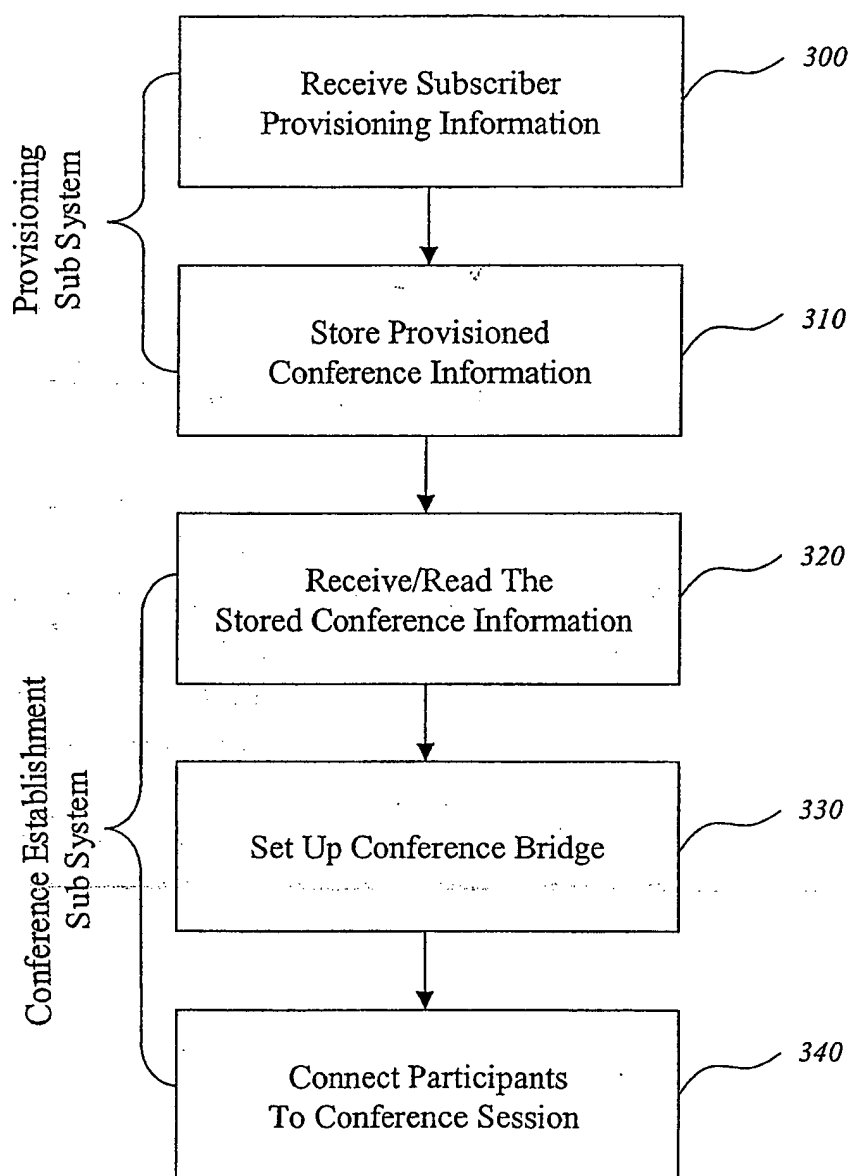 Receive Subscriber
Provisioning Information
300
Provisioning
Sub System
Store Provisioned
Conference Information
310
Receive/Read The
Stored Conference Information
320
Conference Establishment
Sub System
Set Up Conference Bridge
330
Connect Participants
To Conference Session
340